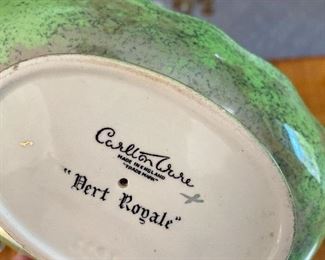 Carlton Ware
MADE IN ENGLAND
"TRADE MARK"
"Vert Royale"